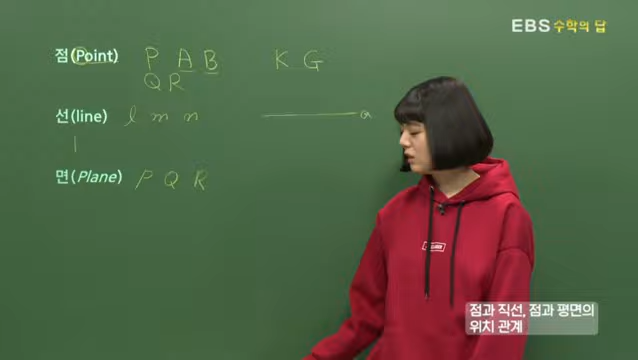 EBS 수학의 답
점(Point) P A B K G
Q R
선(line) l m n a
면(Plane) P Q R
점과 직선, 점과 평면의
위치 관계